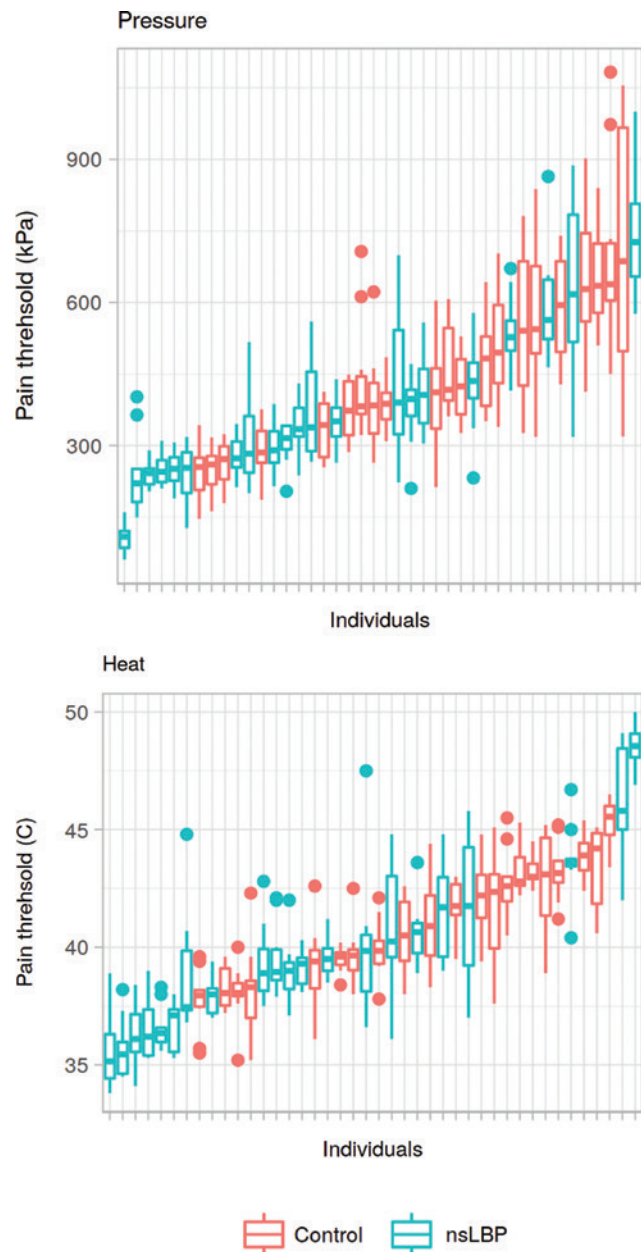 Pressure
Pain threhsold (kPa)
900
600
300
Individuals
Heat
Pain threhsold (C)
50
45
40
35
Individuals
Control nsLBP